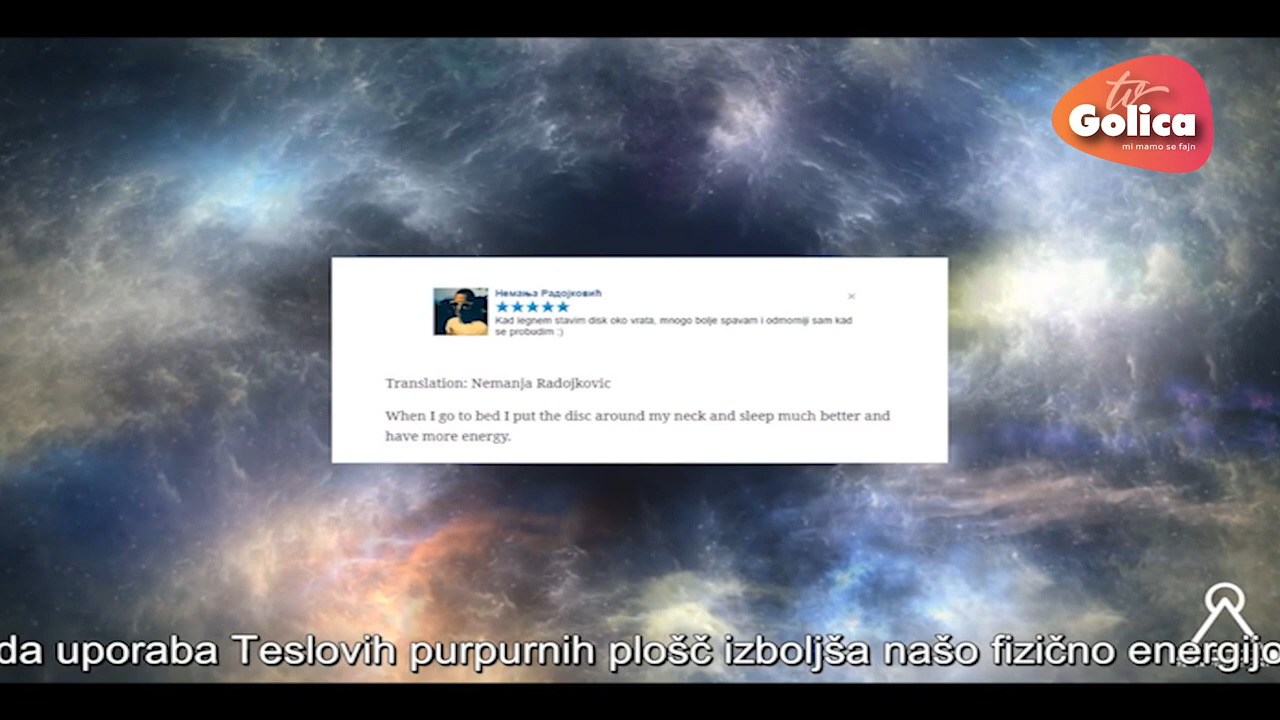 tv
Golica
mi mamo se fajn
Немања Радојковић
Kad legnem stavim disk oko vrata, mnogo bolje spavam i odmorniji sam kad
se probudim :)
Translation: Nemanja Radojkovic
When I go to bed I put the disc around my neck and sleep much better and
have more energy.
da uporaba Teslovih purpurnih plošč izboljša našo fizično energijo